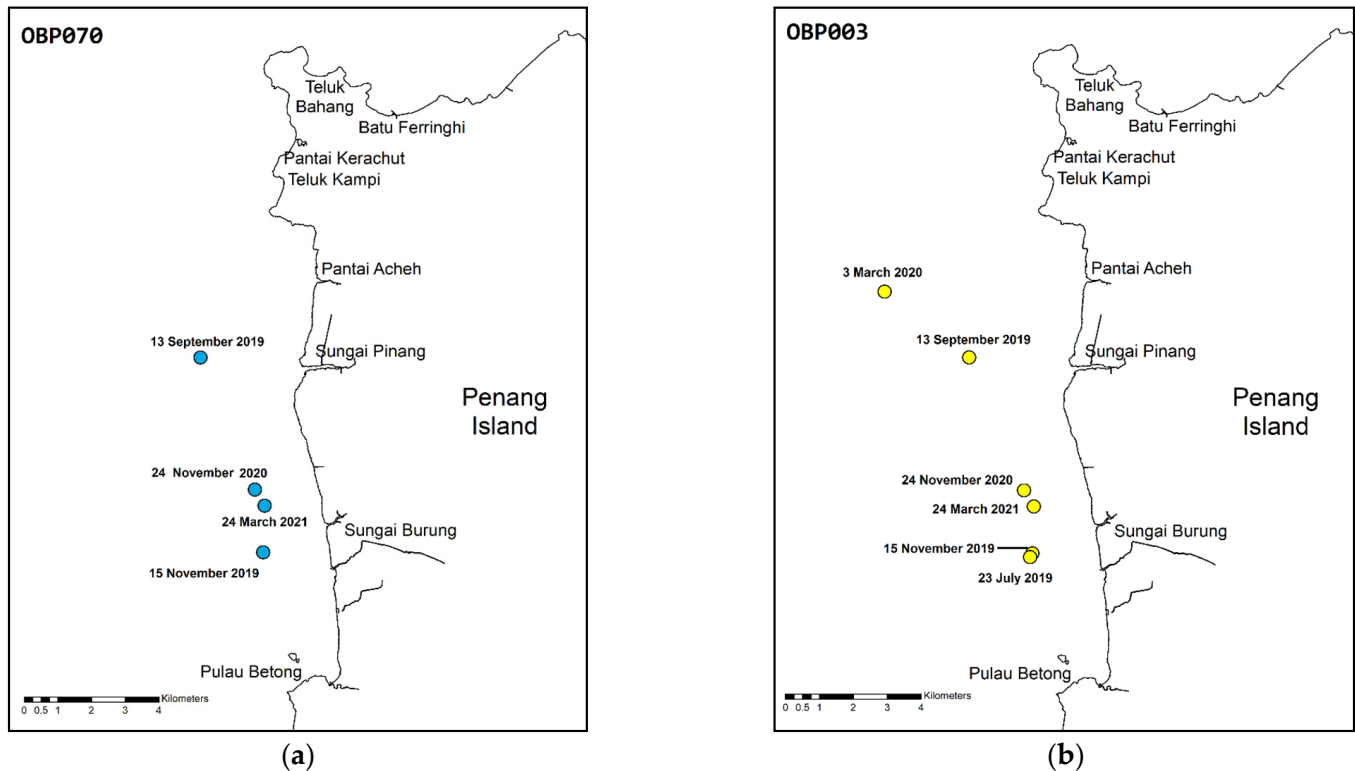 OBP070
Teluk
Bahang
Batu Ferringhi
Pantai Kerachut
Teluk Kampi
Pantai Acheh
13 September 2019
Sungai Pinang
Penang
Island
24 November 2020
24 March 2021
Sungai Burung
15 November 2019
Pulau Betong
Kilometers
0 0.5 1 2 3 4
(a)
OBP003
Teluk
Bahang
Batu Ferringhi
Pantai Kerachut
Teluk Kampi
Pantai Acheh
3 March 2020
13 September 2019
Sungai Pinang
Penang
Island
24 November 2020
24 March 2021
Sungai Burung
15 November 2019
23 July 2019
Pulau Betong
Kilometers
0 0.5 1 2 3 4
(b)